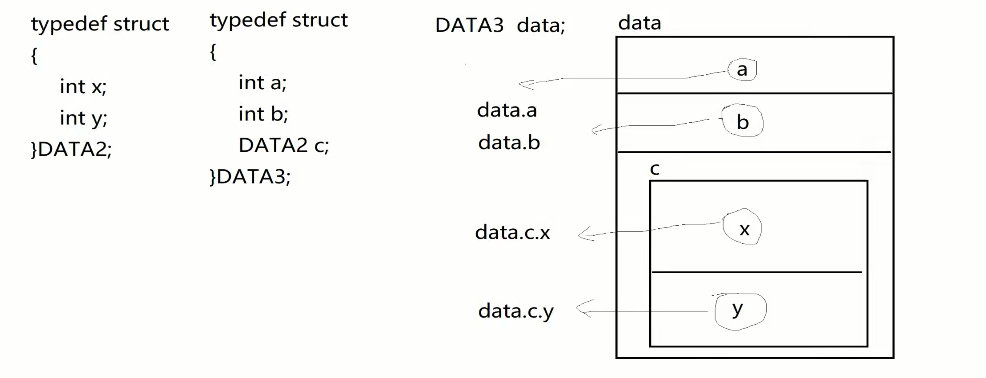 typedef struct
{
int x;
int y;
}DATA2;
typedef struct
{
int a;
int b;
DATA2 c;
}DATA3;
DATA3 data;
data.a
data.b
data.c.x
data.c.y
data
a
b
c
x
y